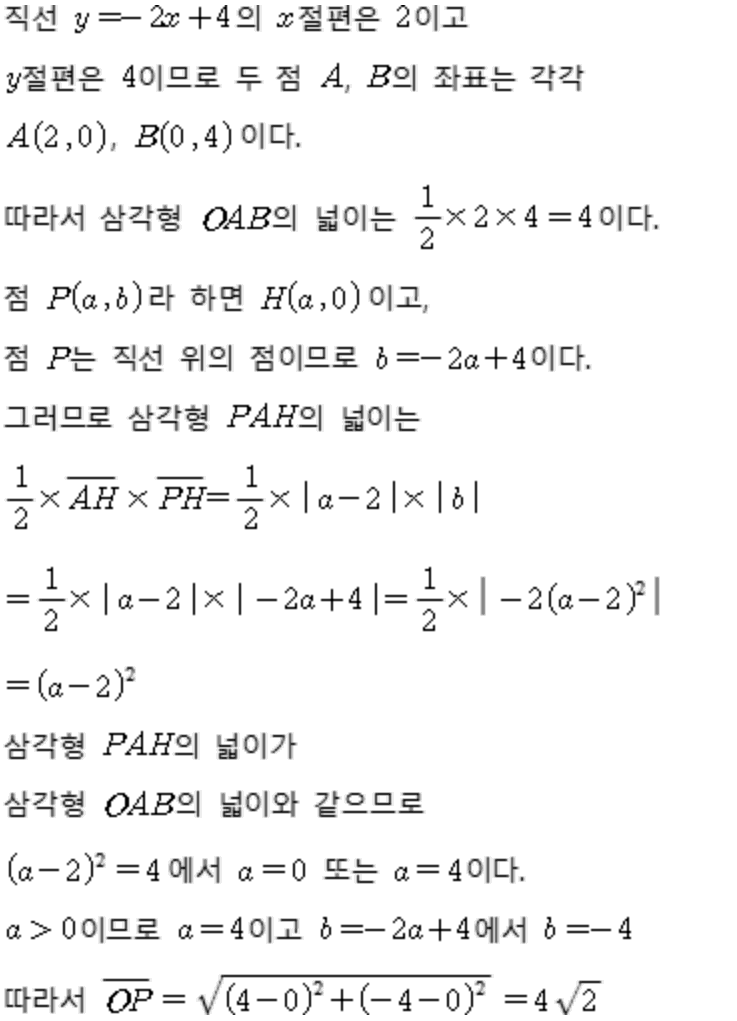 직선 y=-2x+4의 x절편은 2이고
y절편은 4이므로 두 점 A, B의 좌표는 각각
A(2,0), B(0,4)이다.
따라서 삼각형 OAB의 넓이는 1/2×2×4=4이다.
점 P(a,b)라 하면 H(a,0)이고,
점 P는 직선 위의 점이므로 b=-2a+4이다.
그러므로 삼각형 PAH의 넓이는
1/2×A̅H̅×P̅H̅=1/2×|a-2|×|b|
=1/2×|a-2|×|-2a+4|=1/2×|-2(a-2)²|
=(a-2)²
삼각형 PAH의 넓이가
삼각형 OAB의 넓이와 같으므로
(a-2)²=4에서 a=0 또는 a=4이다.
a>0이므로 a=4이고 b=-2a+4에서 b=-4
따라서 O̅P̅=√((4-0)²+(-4-0)²)=4√2